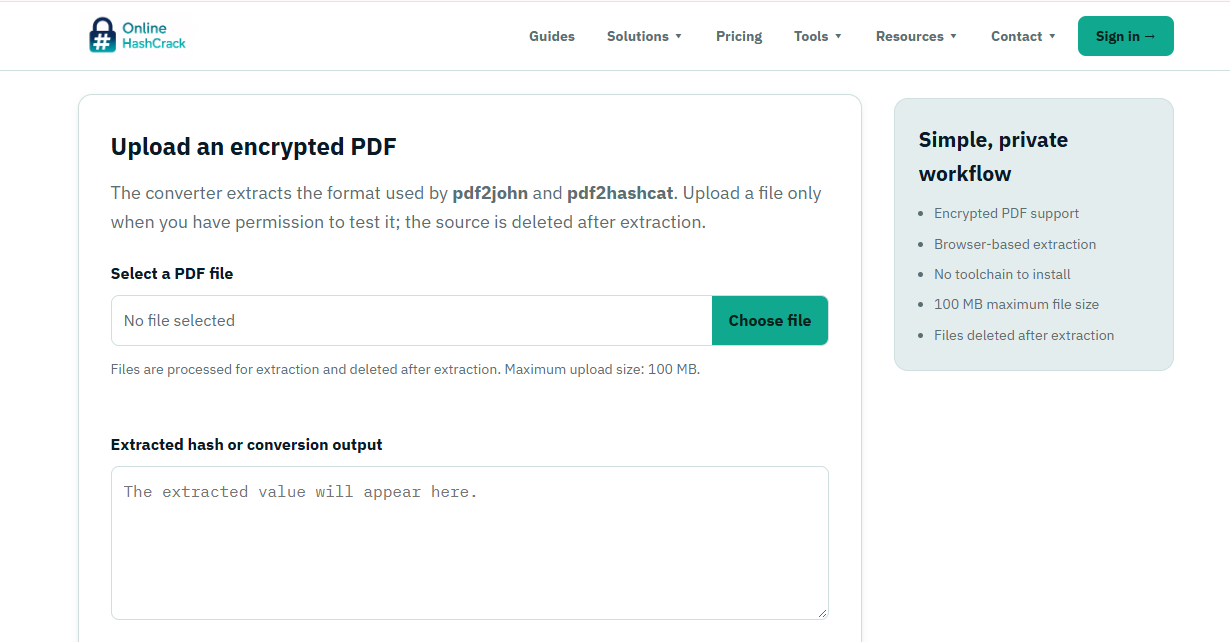 Online
HashCrack
Guides
Solutions ▼
Pricing
Tools ▼
Resources ▼
Contact ▼
Sign in →
Upload an encrypted PDF
The converter extracts the format used by pdf2john and pdf2hashcat. Upload a file only
when you have permission to test it; the source is deleted after extraction.
Select a PDF file
No file selected
Choose file
Files are processed for extraction and deleted after extraction. Maximum upload size: 100 MB.
Extracted hash or conversion output
The extracted value will appear here.
Simple, private
workflow
Encrypted PDF support
Browser-based extraction
No toolchain to install
100 MB maximum file size
Files deleted after extraction